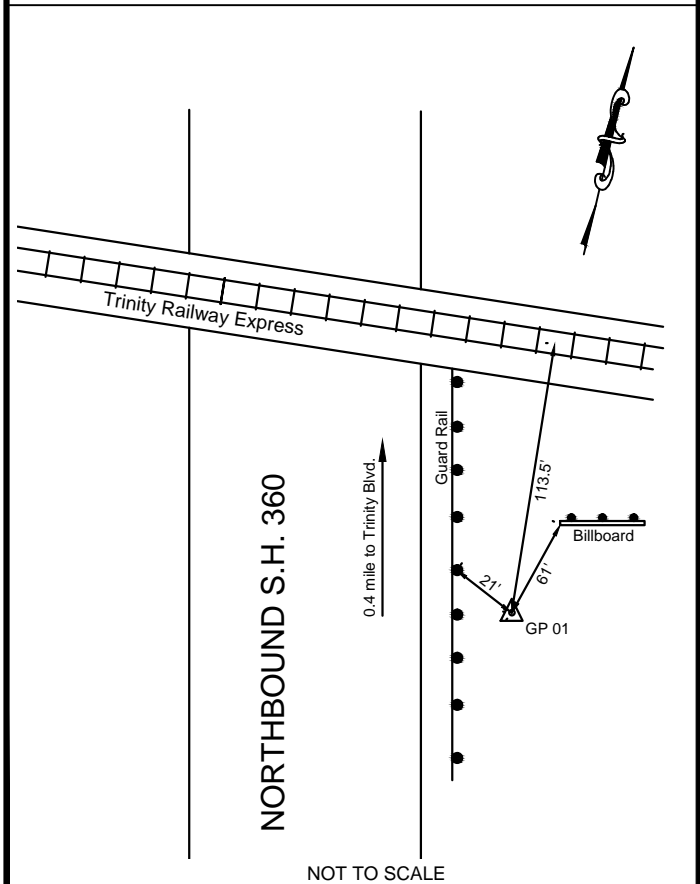 Trinity Railway Express
Guard Rail
113.5'
0.4 mile to Trinity Blvd.
NORTHBOUND S.H. 360
Billboard
61'
21'
GP 01
NOT TO SCALE